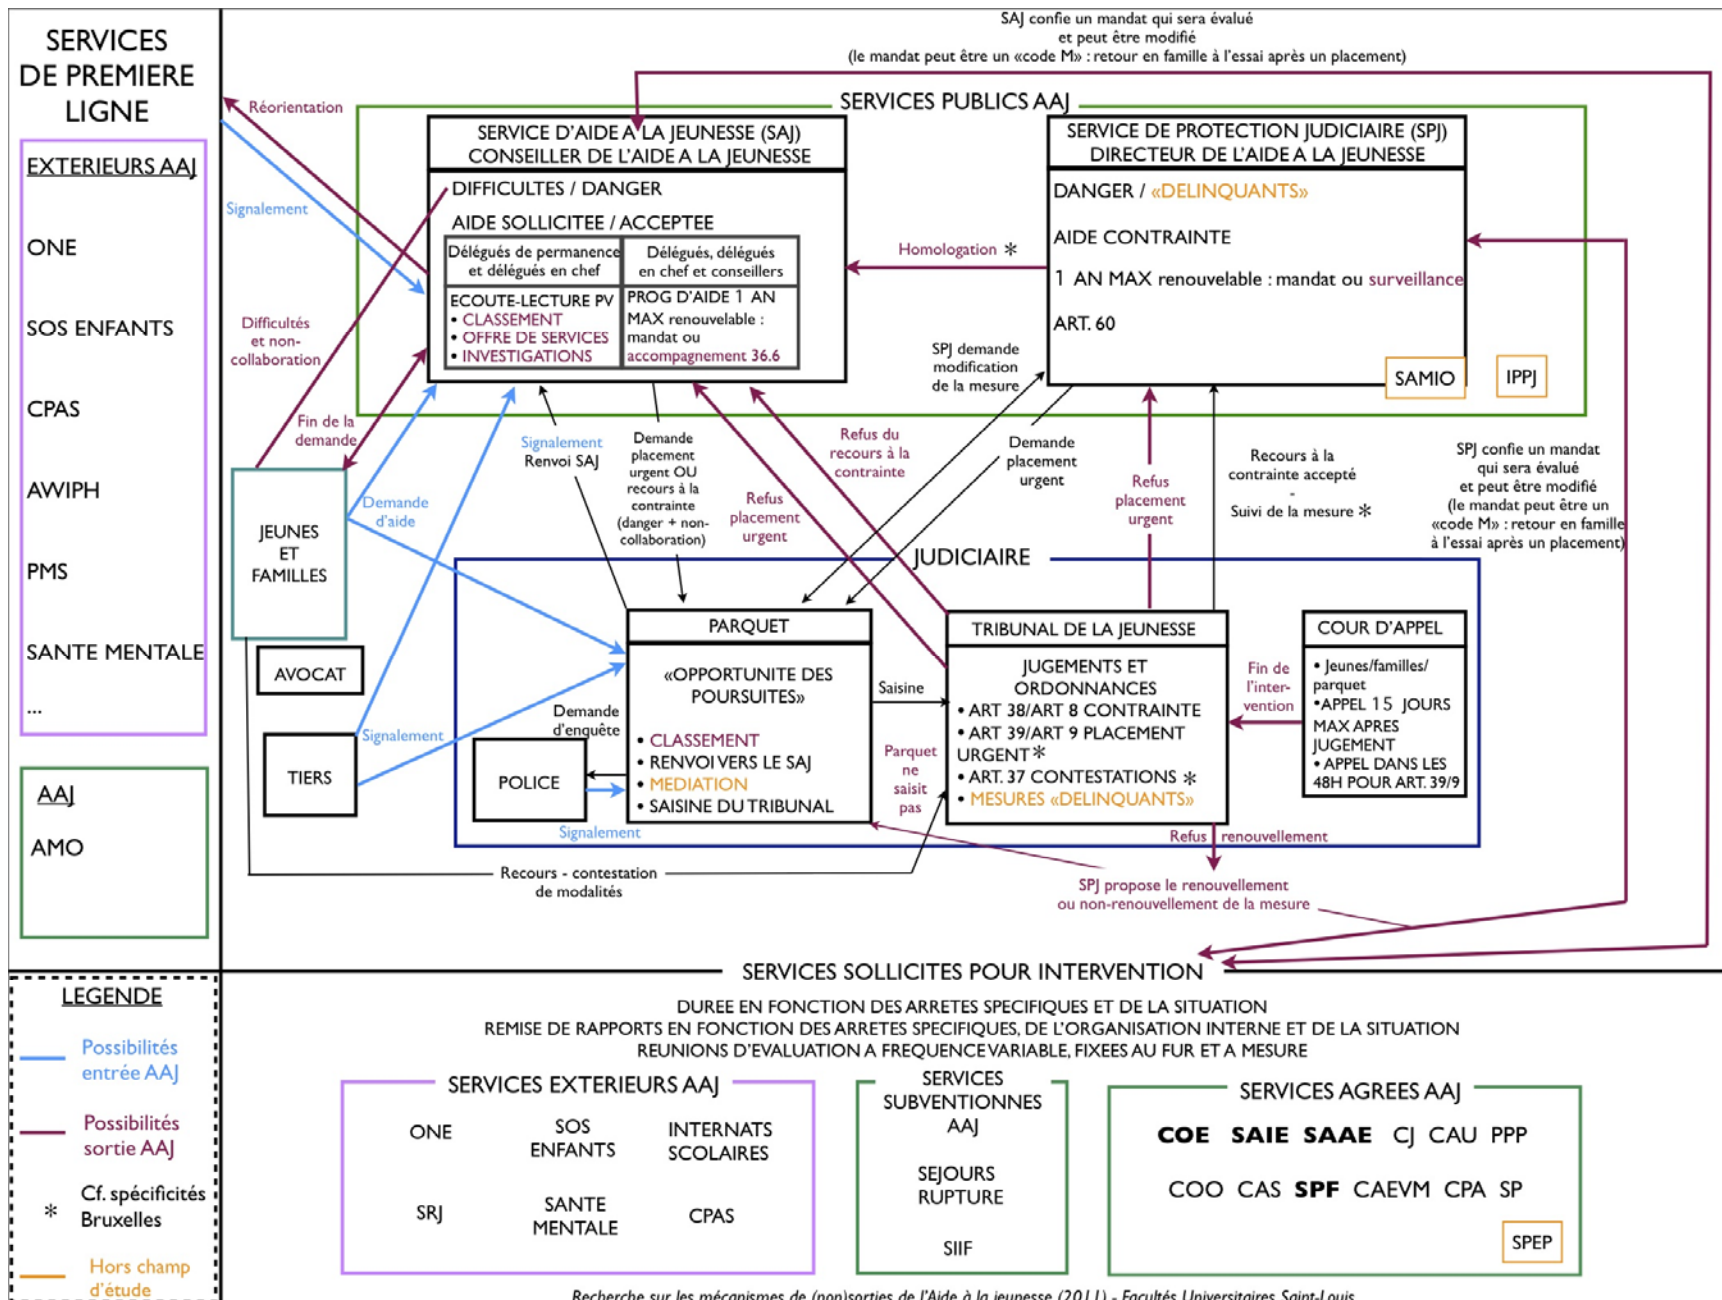 SERVICES
DE PREMIERE
LIGNE
EXTERIEURS AAJ
ONE
SOS ENFANTS
CPAS
AWIPH
PMS
SANTE MENTALE
...
AAJ
AMO
LEGENDE
Possibilités
entrée AAJ
Possibilités
sortie AAJ
* Cf. spécificités
Bruxelles
Hors champ
d'étude
SAJ confie un mandat qui sera évalué
et peut être modifié
(le mandat peut être un «code M» : retour en famille à l'essai après un placement)
Réorientation
Signalement
SERVICES PUBLICS AAJ
SERVICE D'AIDE A LA JEUNESSE (SAJ)
CONSEILLER DE L'AIDE A LA JEUNESSE
DIFFICULTES / DANGER
AIDE SOLLICITEE / ACCEPTEE
Délégués de permanence
et délégués en chef
ECOUTE-LECTURE PV
• CLASSEMENT
• OFFRE DE SERVICES
• INVESTIGATIONS
Délégués, délégués
en chef et conseillers
PROG D'AIDE 1 AN
MAX renouvelable :
mandat ou
accompagnement 36.6
Homologation *
SERVICE DE PROTECTION JUDICIAIRE (SPJ)
DIRECTEUR DE L'AIDE A LA JEUNESSE
DANGER / «DELINQUANTS»
AIDE CONTRAINTE
1 AN MAX renouvelable : mandat ou surveillance
ART. 60
SAMIO
IPPJ
Difficultés
et non-
collaboration
Fin de la
demande
JEUNES
ET
FAMILLES
Demande
d'aide
Signalement
Renvoi SAJ
Demande
placement
urgent OU
recours à la
contrainte
(danger + non-
collaboration)
Refus
placement
urgent
Refus du
recours à la
contrainte
SPJ demande
modification
de la mesure
Demande
placement
urgent
Refus
placement
urgent
Recours à la
contrainte accepté
-
Suivi de la mesure *
SPJ confie un mandat
qui sera évalué
et peut être modifié
(le mandat peut être un
«code M» : retour en famille
à l'essai après un placement)
JUDICIAIRE
AVOCAT
TIERS
Signalement
Demande
d'enquête
POLICE
Signalement
PARQUET
«OPPORTUNITE DES
POURSUITES»
• CLASSEMENT
• RENVOI VERS LE SAJ
• MEDIATION
• SAISINE DU TRIBUNAL
Saisine
Parquet
ne
saisit
pas
TRIBUNAL DE LA JEUNESSE
JUGEMENTS ET
ORDONNANCES
• ART 38/ART 8 CONTRAINTE
• ART 39/ART 9 PLACEMENT
URGENT *
• ART. 37 CONTESTATIONS *
• MESURES «DELINQUANTS»
Fin de
l'inter-
vention
COUR D'APPEL
• Jeunes/familles/
parquet
•APPEL 15 JOURS
MAX APRES
JUGEMENT
• APPEL DANS LES
48H POUR ART. 39/9
Refus renouvellement
Recours - contestation
de modalités
SPJ propose le renouvellement
ou non-renouvellement de la mesure
SERVICES SOLLICITES POUR INTERVENTION
DUREE EN FONCTION DES ARRETES SPECIFIQUES ET DE LA SITUATION
REMISE DE RAPPORTS EN FONCTION DES ARRETES SPECIFIQUES, DE L'ORGANISATION INTERNE ET DE LA SITUATION
REUNIONS D'EVALUATION A FREQUENCE VARIABLE, FIXEES AU FUR ET A MESURE
SERVICES EXTERIEURS AAJ
ONE
SOS
ENFANTS
INTERNATS
SCOLAIRES
SRJ
SANTE
MENTALE
CPAS
SERVICES
SUBVENTIONNES
AAJ
SEJOURS
RUPTURE
SIIF
SERVICES AGREES AAJ
COE SAIE SAAE CJ CAU PPP
COO CAS SPF CAEVM CPA SP
SPEP
Recherche sur les mécanismes de (non)sorties de l'Aide à la jeunesse (2011) - Facultés Universitaires Saint-Louis